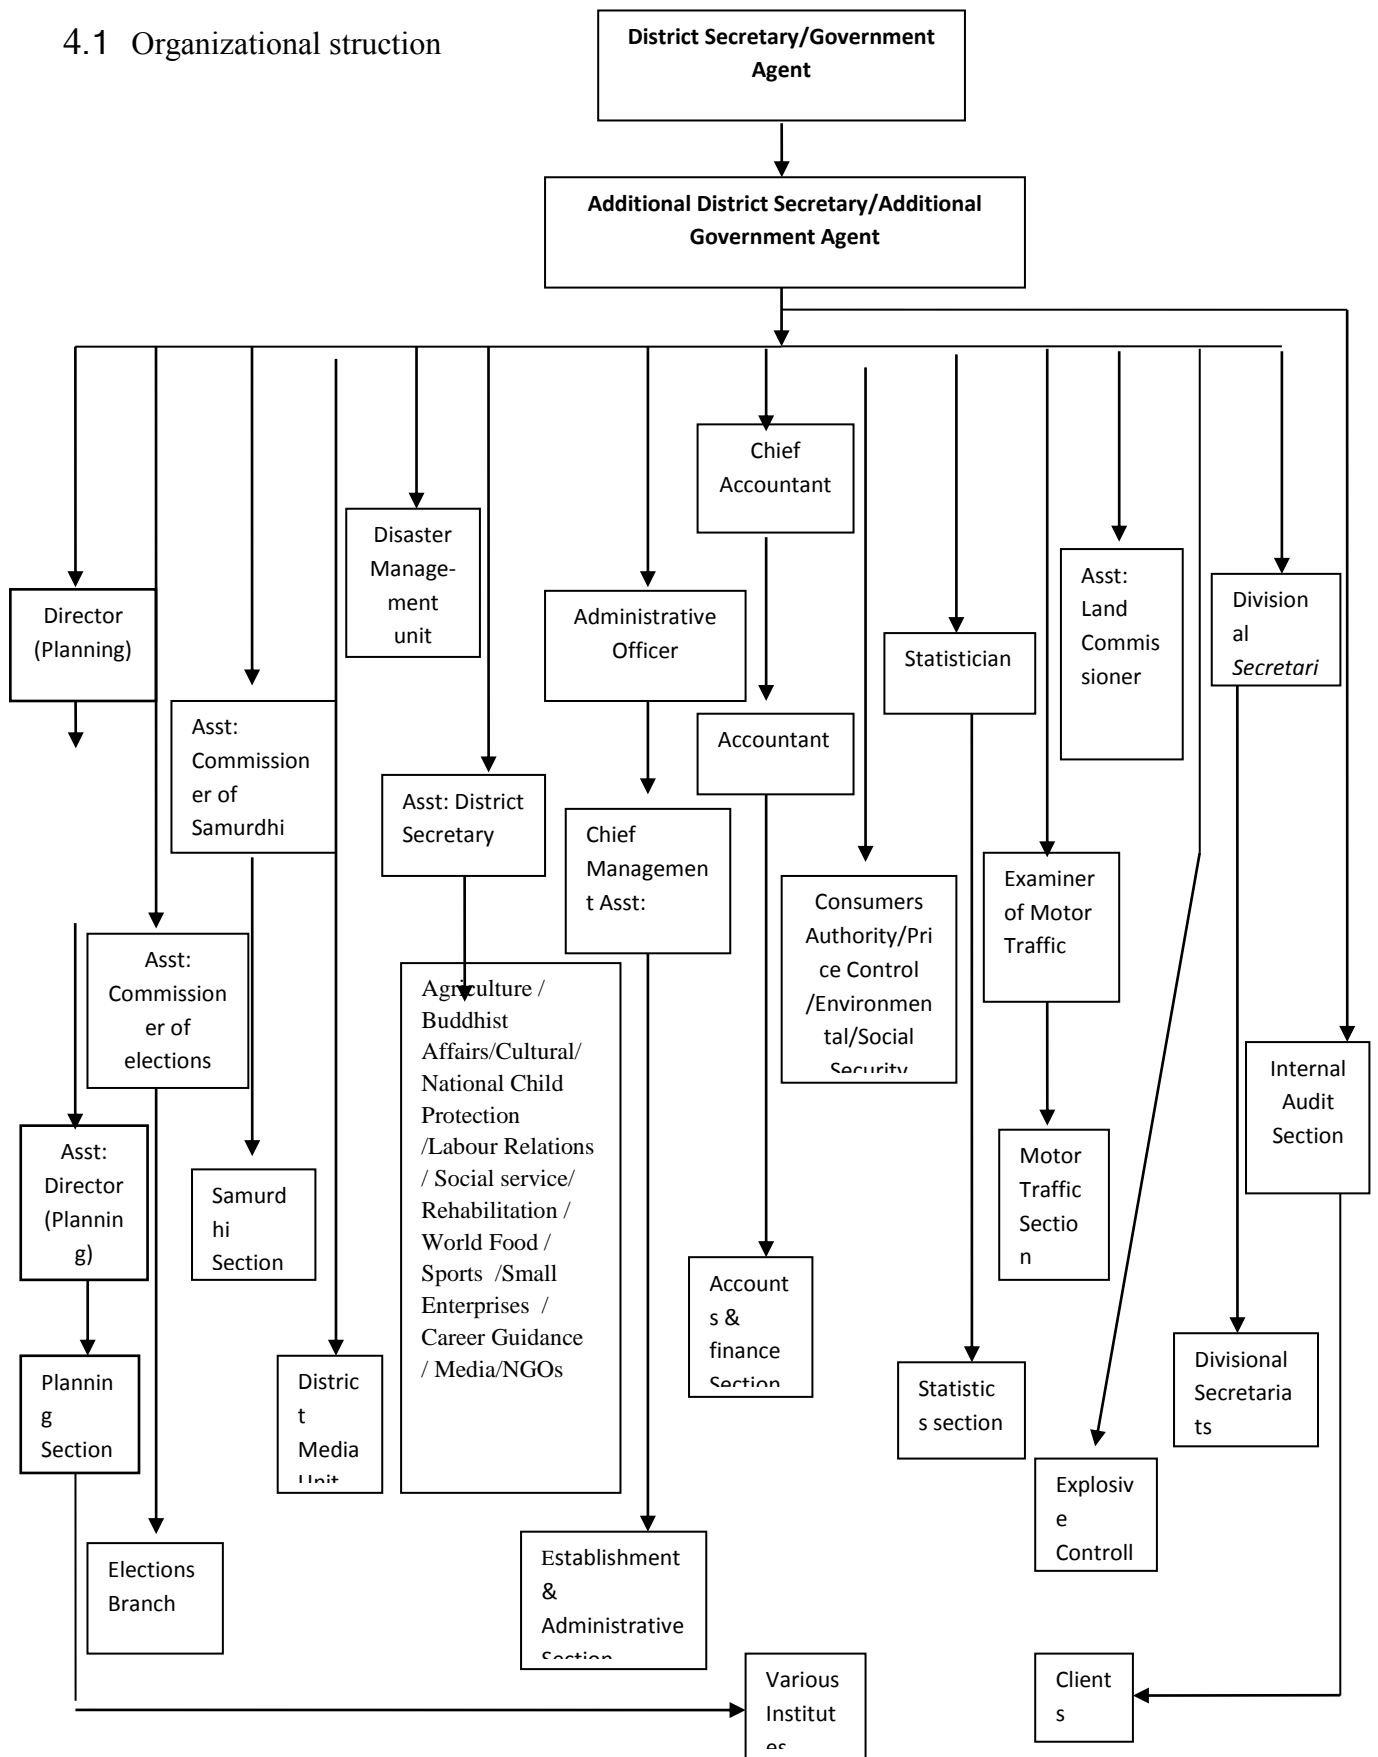 4.1 Organizational struction
District Secretary/Government
Agent
Additional District Secretary/Additional
Government Agent
Chief
Accountant
Disaster
Manage-
ment
unit
Asst:
Land
Commis
sioner
Division
al
Secretari
Director
(Planning)
Administrative
Officer
Statistician
Asst:
Commission
er of
Samurdhi
Accountant
Asst: District
Secretary
Chief
Managemen
t Asst:
Examiner
of Motor
Traffic
Consumers
Authority/Pri
ce Control
/Environmen
tal/Social
Security
Asst:
Commission
er of
elections
Agriculture /
Buddhist
Affairs/Cultural/
National Child
Protection
/Labour Relations
/ Social service/
Rehabilitation /
World Food /
Sports /Small
Enterprises /
Career Guidance
/ Media/NGOs
Internal
Audit
Section
Asst:
Director
(Plannin
g)
Motor
Traffic
Sectio
n
Samurd
hi
Section
Account
s &
finance
Section
Divisional
Secretaria
ts
Plannin
g
Section
Distric
t
Media
Unit
Statistic
s section
Explosiv
e
Controll
Elections
Branch
Establishment
&
Administrative
Section
Various
Institut
es
Client
s